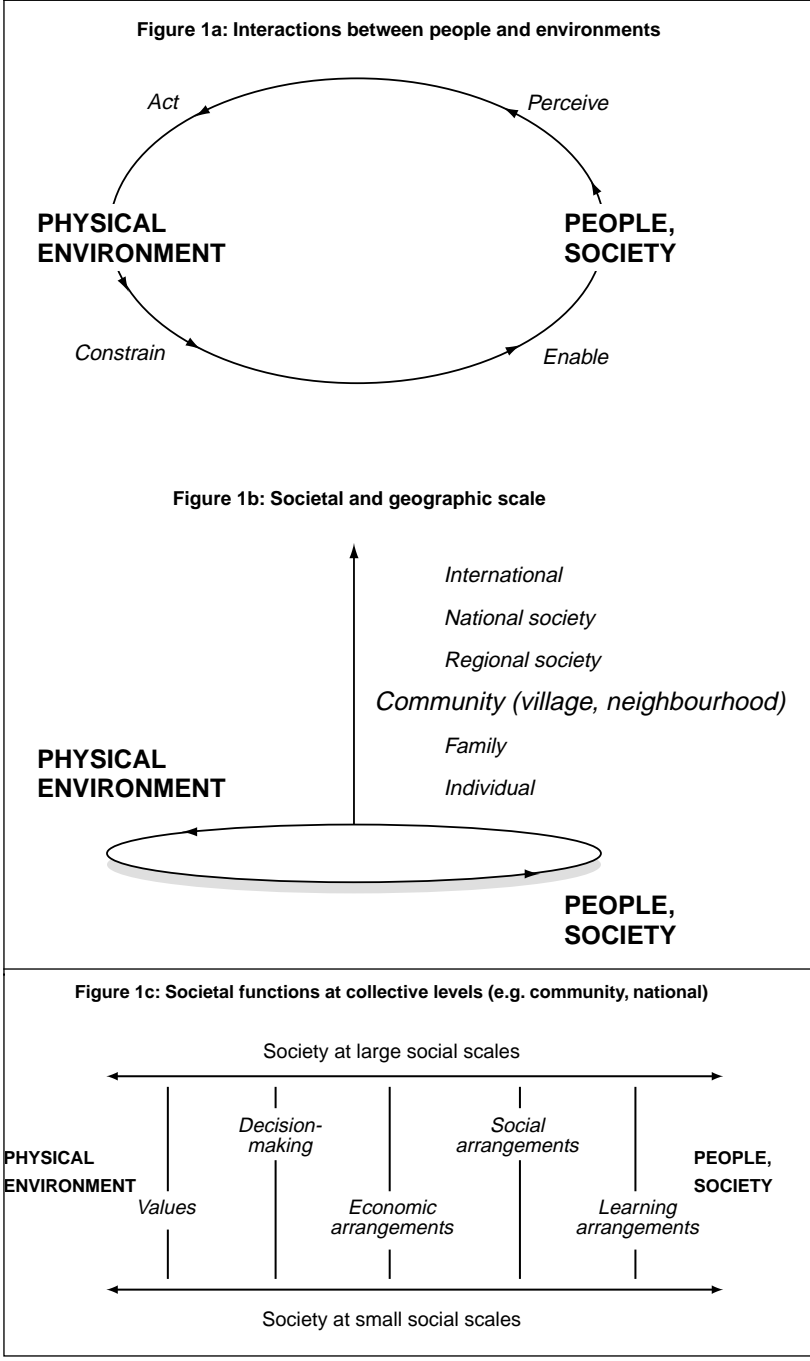 Figure 1a: Interactions between people and environments
Act
Perceive
PHYSICAL
ENVIRONMENT
PEOPLE,
SOCIETY
Constrain
Enable
Figure 1b: Societal and geographic scale
International
National society
Regional society
Community (village, neighbourhood)
Family
Individual
PHYSICAL
ENVIRONMENT
PEOPLE,
SOCIETY
Figure 1c: Societal functions at collective levels (e.g. community, national)
Society at large social scales
Decision-
making
Social
arrangements
PHYSICAL
ENVIRONMENT
PEOPLE,
SOCIETY
Values
Economic
arrangements
Learning
arrangements
Society at small social scales